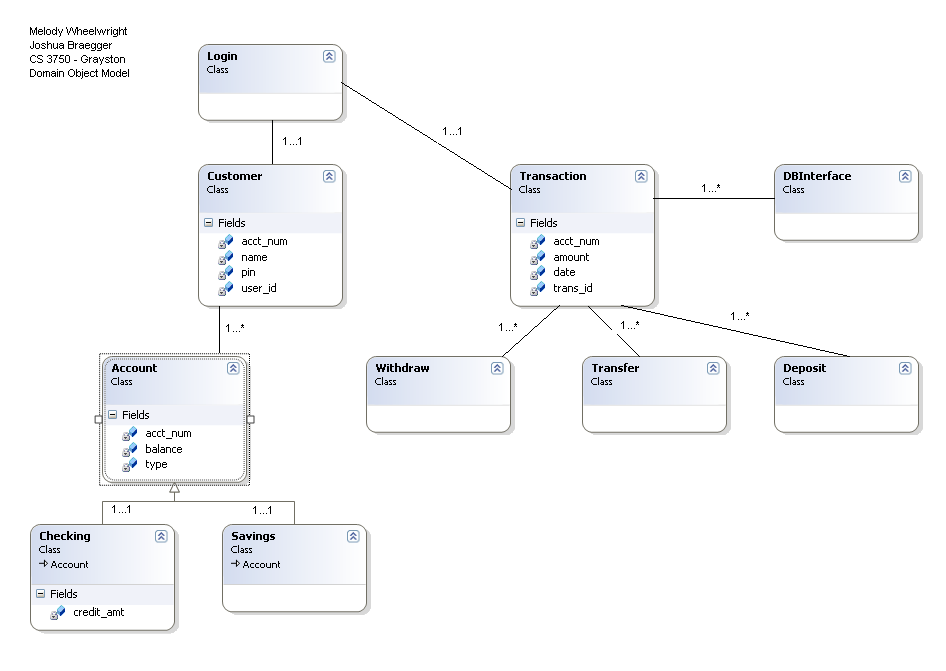 Melody Wheelwright
Joshua Braegger
CS 3750 - Grayston
Domain Object Model
Login
Class
1...1
1...1
Customer
Class
Fields
acct_num
name
pin
user_id
Transaction
Class
Fields
acct_num
amount
date
trans_id
1...*
DBInterface
Class
1...*
1...*
1...*
1...*
Account
Class
Fields
acct_num
balance
type
Withdraw
Class
Transfer
Class
Deposit
Class
1...1
1...1
Checking
Class
Account
Fields
credit_amt
Savings
Class
Account